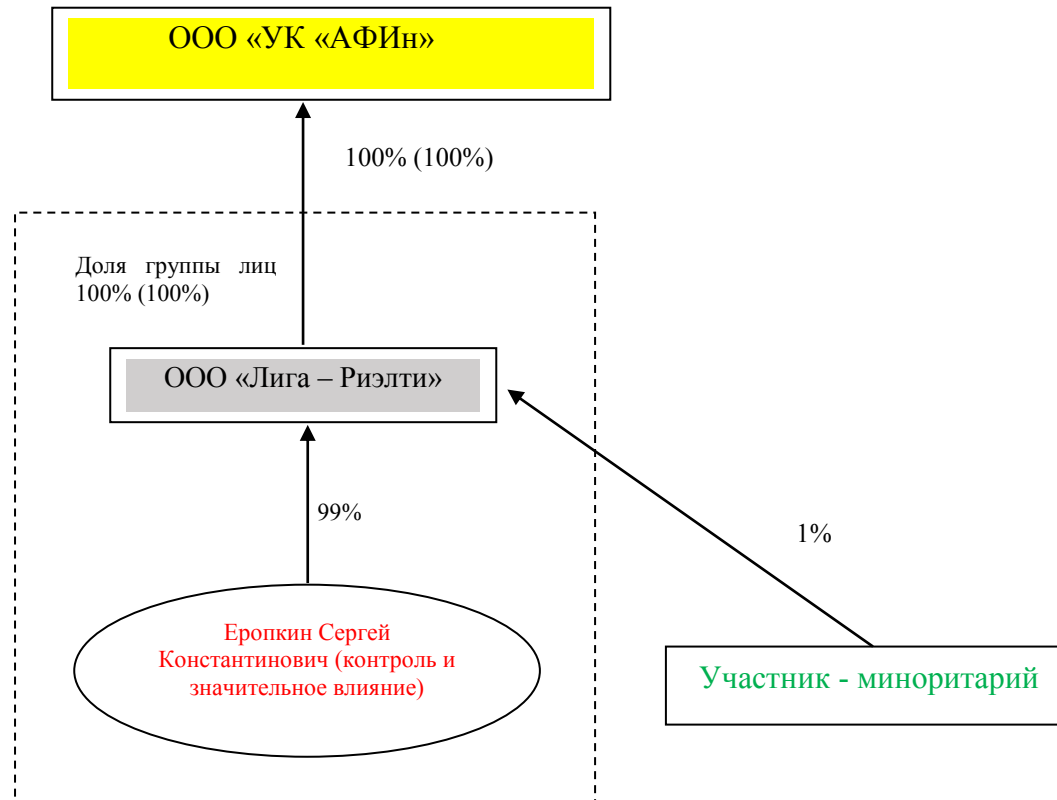 ООО «УК «АФИн»
100% (100%)
Доля группы лиц
100% (100%)
ООО «Лига – Риэлти»
99%
1%
Еропкин Сергей
Константинович (контроль и
значительное влияние)
Участник - миноритарий